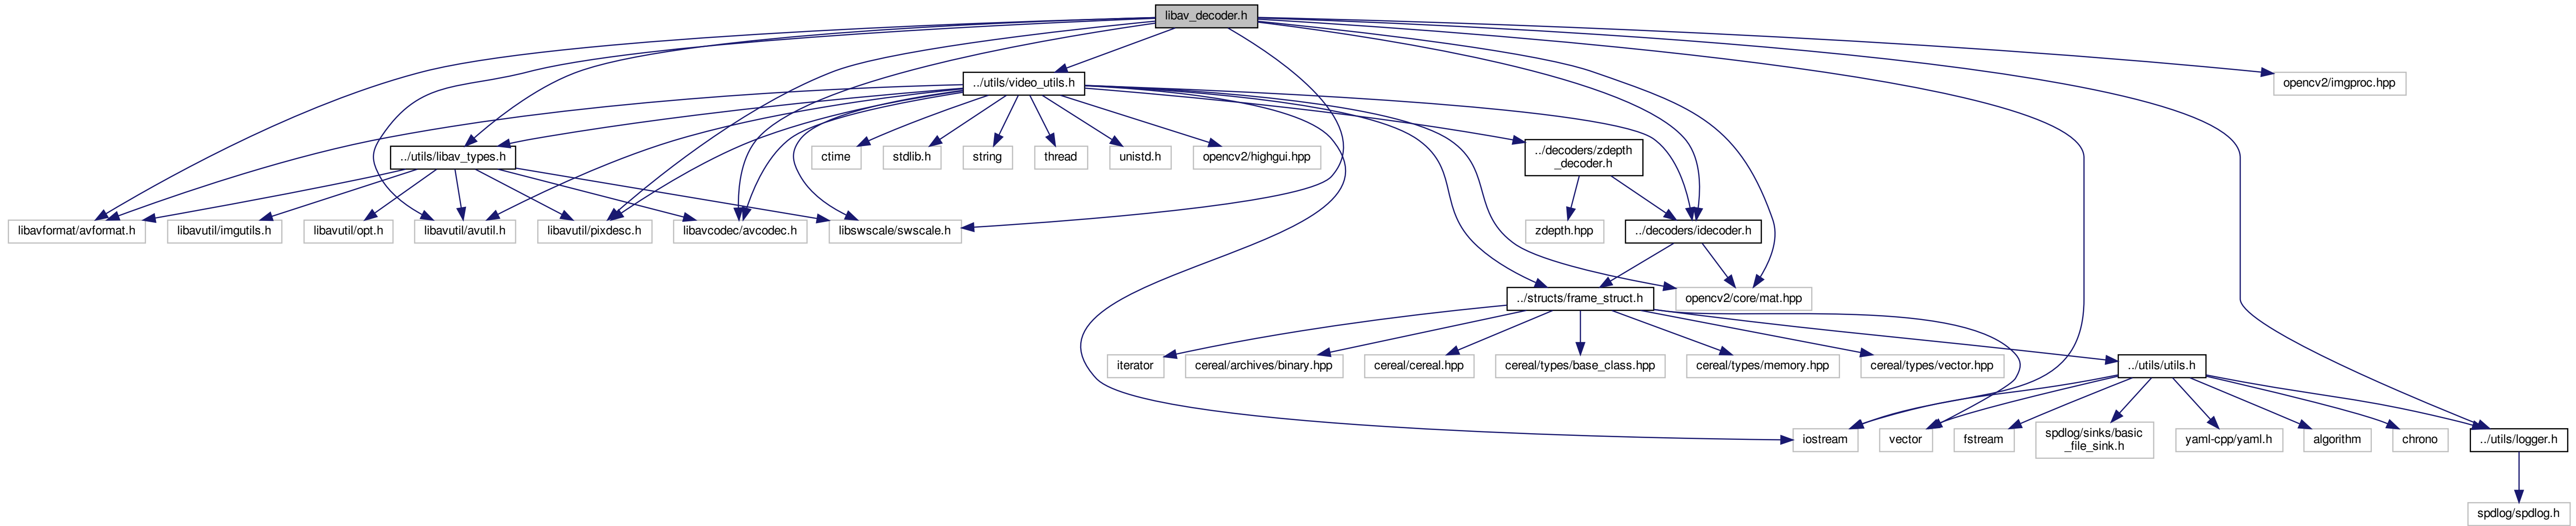 libav_decoder.h
../utils/video_utils.h
opencv2/imgproc.hpp
../utils/libav_types.h
ctime
stdlib.h
string
thread
unistd.h
opencv2/highgui.hpp
../decoders/zdepth
_decoder.h
libavformat/avformat.h
libavutil/imgutils.h
libavutil/opt.h
libavutil/avutil.h
libavutil/pixdesc.h
libavcodec/avcodec.h
libswscale/swscale.h
zdepth.hpp
../decoders/idecoder.h
../structs/frame_struct.h
opencv2/core/mat.hpp
iterator
cereal/archives/binary.hpp
cereal/cereal.hpp
cereal/types/base_class.hpp
cereal/types/memory.hpp
cereal/types/vector.hpp
../utils/utils.h
iostream
vector
fstream
spdlog/sinks/basic
_file_sink.h
yaml-cpp/yaml.h
algorithm
chrono
../utils/logger.h
spdlog/spdlog.h